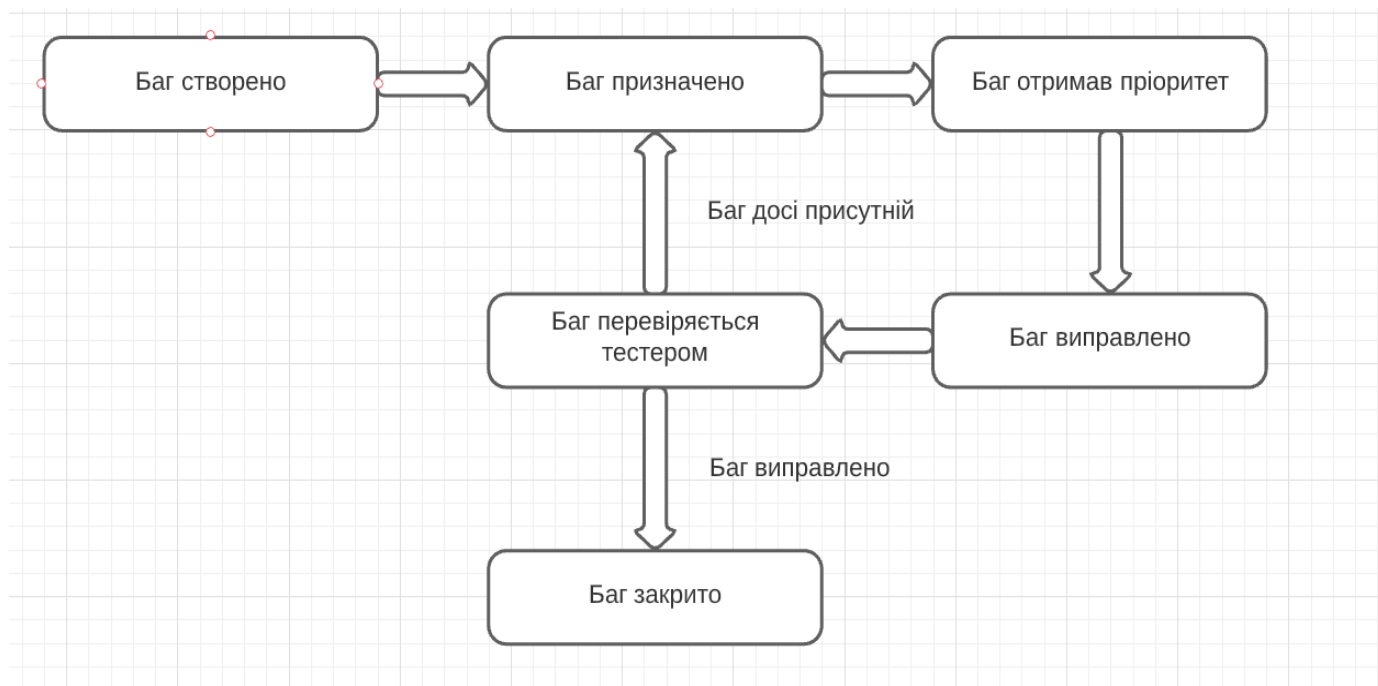 Баг створено
Баг призначено
Баг отримав пріоритет
Баг досі присутній
Баг перевіряється
тестером
Баг виправлено
Баг виправлено
Баг закрито